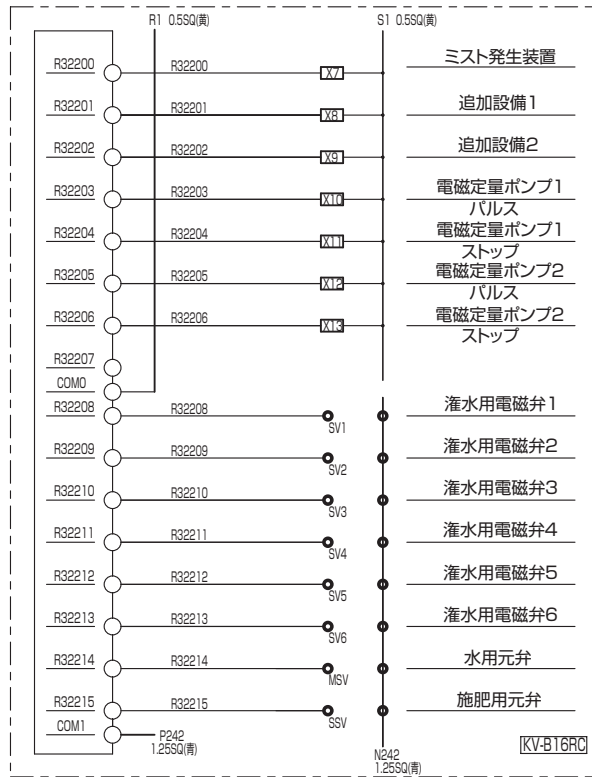 R1 0.5SQ(黄) S1 0.5SQ(黄)
R32200 R32200 X7 ミスト発生装置
R32201 R32201 X8 追加設備1
R32202 R32202 X9 追加設備2
R32203 R32203 X10 電磁定量ポンプ1
パルス
R32204 R32204 X11 電磁定量ポンプ1
ストップ
R32205 R32205 X12 電磁定量ポンプ2
パルス
R32206 R32206 X13 電磁定量ポンプ2
ストップ
R32207
COM0
R32208 R32208 SV1 潅水用電磁弁1
R32209 R32209 SV2 潅水用電磁弁2
R32210 R32210 SV3 潅水用電磁弁3
R32211 R32211 SV4 潅水用電磁弁4
R32212 R32212 SV5 潅水用電磁弁5
R32213 R32213 SV6 潅水用電磁弁6
R32214 R32214 MSV 水用元弁
R32215 R32215 SSV 施肥用元弁
COM1 P242
1.25SQ(青)
N242
1.25SQ(青)
KV-B16RC